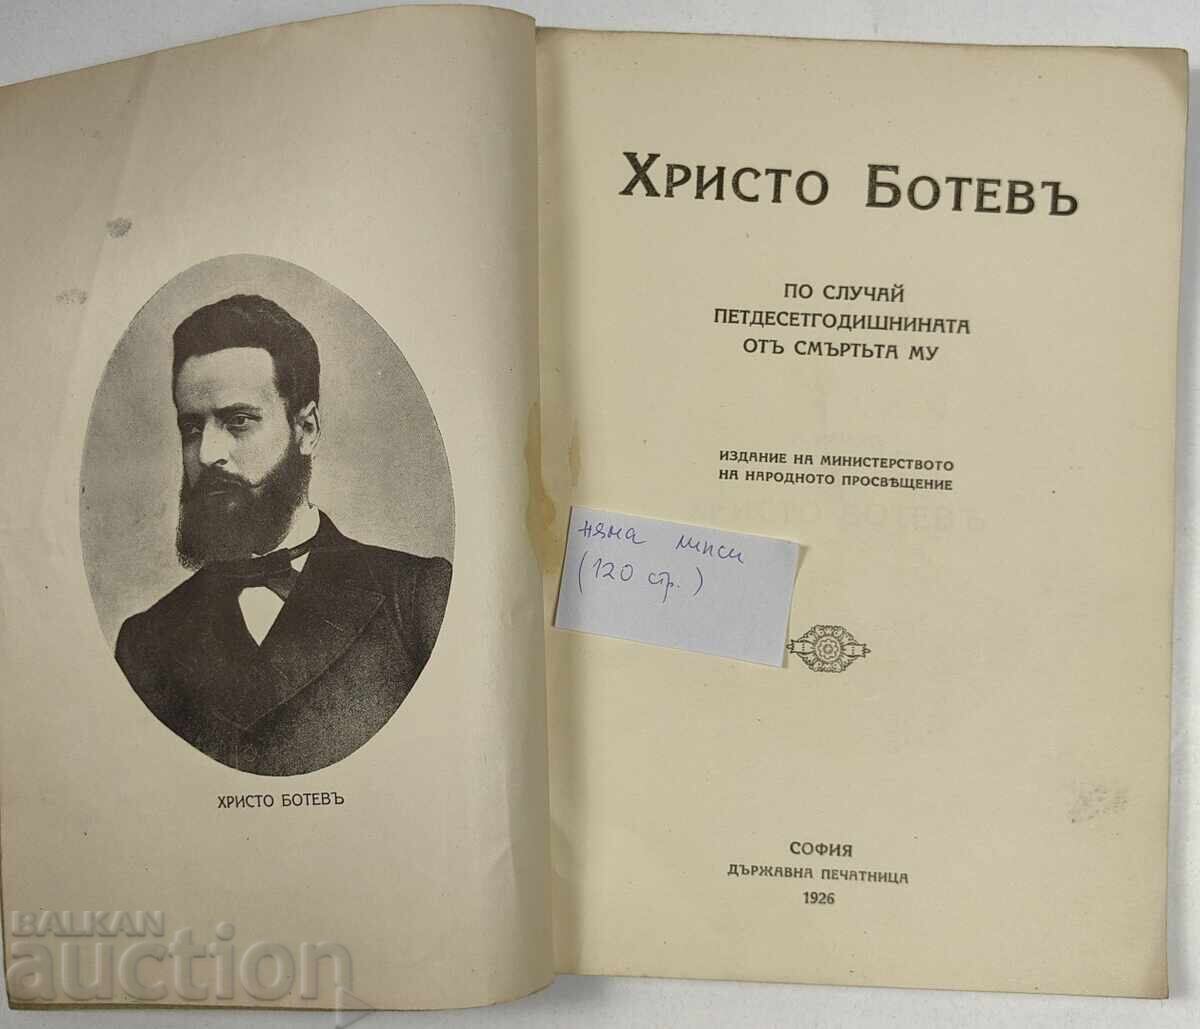 ХРИСТО БОТЕВЪ
ХРИСТО БОТЕВЪ
ПО СЛУЧАЙ
ПЕТДЕСЕТГОДИШНИНАТА
ОТЪ СМЪРТЬТА МУ
ИЗДАНИЕ НА МИНИСТЕРСТВОТО
НА НАРОДНОТО ПРОСВѢЩЕНИЕ
няма липси
(120 стр.)
СОФИЯ
ДЪРЖАВНА ПЕЧАТНИЦА
1926
BALKAN
auction